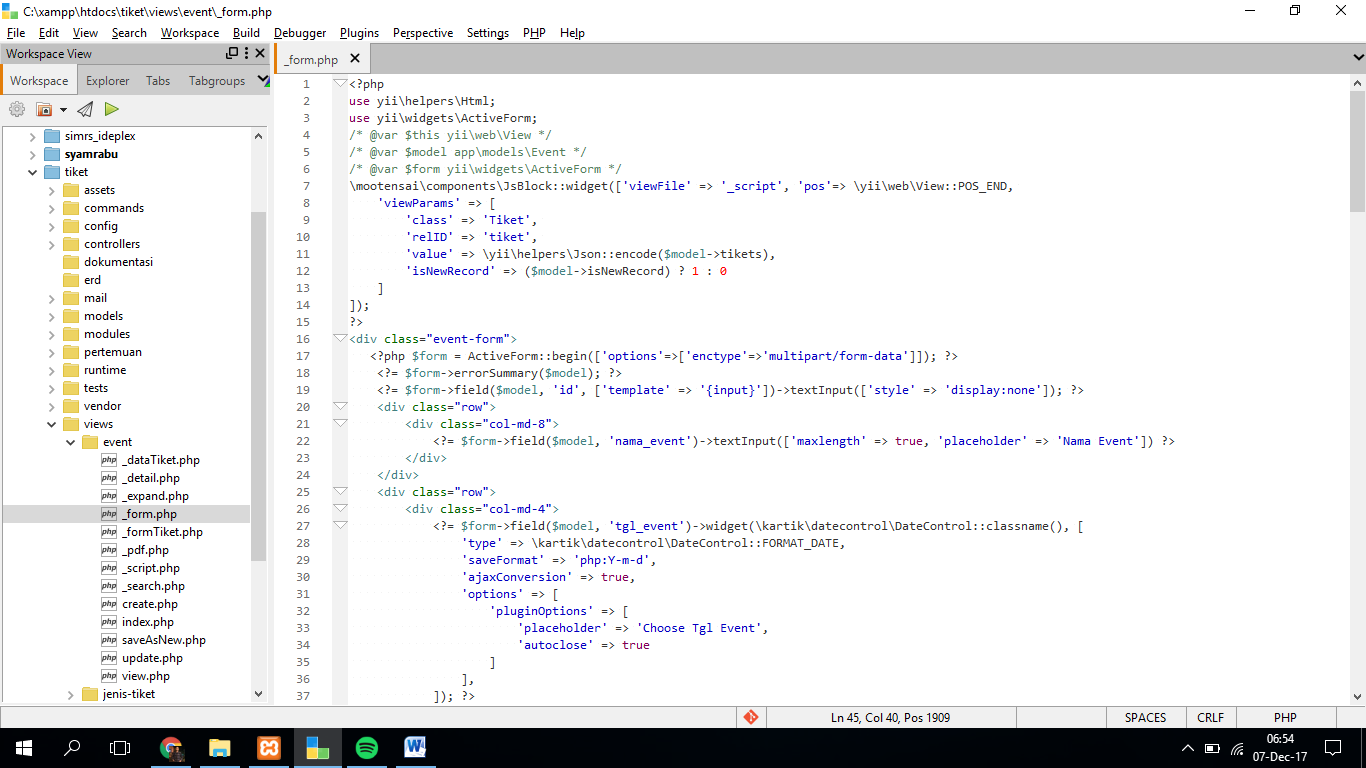 C:\xampp\htdocs\tiket\views\event\_form.php
File Edit View Search Workspace Build Debugger Plugins Perspective Settings PHP Help
Workspace View
Workspace Explorer Tabs Tabgroups
simrs_ideplex
syamrabu
tiket
assets
commands
config
controllers
dokumentasi
erd
mail
models
modules
pertemuan
runtime
tests
vendor
views
event
php _dataTiket.php
php _detail.php
php _expand.php
php _form.php
php _formTiket.php
php _pdf.php
php _script.php
php _search.php
php create.php
php index.php
php saveAsNew.php
php update.php
php view.php
jenis-tiket
_form.php
1 <?php
2 use yii\helpers\Html;
3 use yii\widgets\ActiveForm;
4 /* @var $this yii\web\View */
5 /* @var $model app\models\Event */
6 /* @var $form yii\widgets\ActiveForm */
7 \mootensai\components\JsBlock::widget(['viewFile' => '_script', 'pos'=> \yii\web\View::POS_END,
8 'viewParams' => [
9 'class' => 'Tiket',
10 'relID' => 'tiket',
11 'value' => \yii\helpers\Json::encode($model->tikets),
12 'isNewRecord' => ($model->isNewRecord) ? 1 : 0
13 ]
14 ]);
15 ?>
16 <div class="event-form">
17 <?php $form = ActiveForm::begin(['options'=>['enctype'=>'multipart/form-data']]); ?>
18 <?= $form->errorSummary($model); ?>
19 <?= $form->field($model, 'id', ['template' => '{input}'])->textInput(['style' => 'display:none']); ?>
20 <div class="row">
21 <div class="col-md-8">
22 <?= $form->field($model, 'nama_event')->textInput(['maxlength' => true, 'placeholder' => 'Nama Event']) ?>
23 </div>
24 </div>
25 <div class="row">
26 <div class="col-md-4">
27 <?= $form->field($model, 'tgl_event')->widget(\kartik\datecontrol\DateControl::classname(), [
28 'type' => \kartik\datecontrol\DateControl::FORMAT_DATE,
29 'saveFormat' => 'php:Y-m-d',
30 'ajaxConversion' => true,
31 'options' => [
32 'pluginOptions' => [
33 'placeholder' => 'Choose Tgl Event',
34 'autoclose' => true
35 ]
36 ],
37 ]); ?>
Ln 45, Col 40, Pos 1909 SPACES CRLF PHP
06:54
07-Dec-17